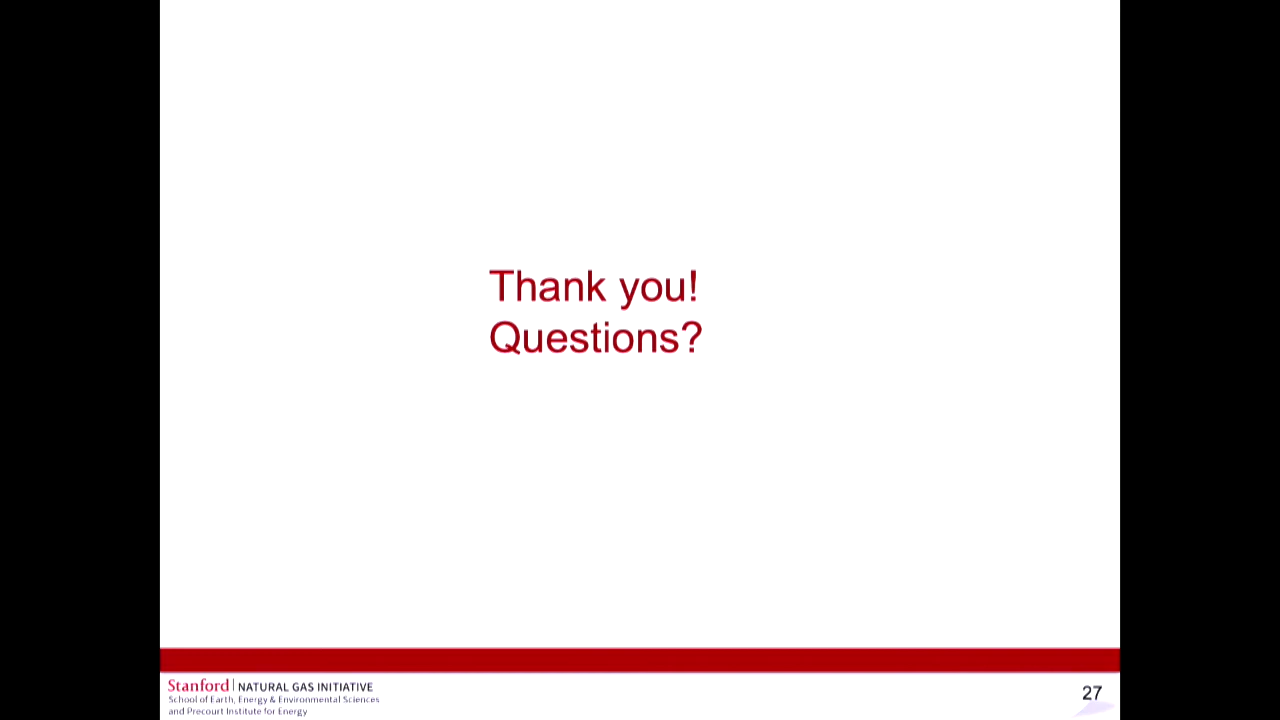 Thank you!
Questions?
Stanford | NATURAL GAS INITIATIVE
School of Earth, Energy & Environmental Sciences
and Precourt Institute for Energy
27